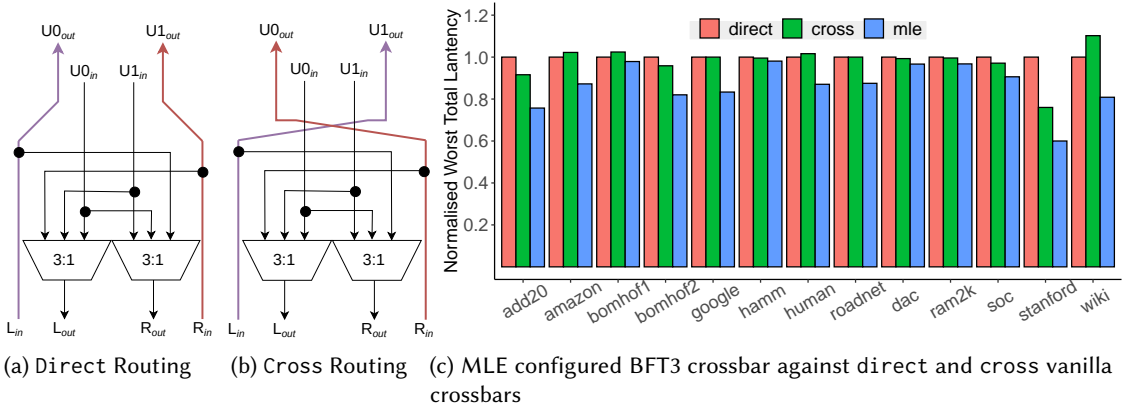 U0out
U1out
U0in
U1in
3:1
3:1
Lin
Lout
Rout
Rin
(a) Direct Routing
U0out
U1out
U0in
U1in
3:1
3:1
Lin
Lout
Rout
Rin
(b) Cross Routing
Normalised Worst Total Lantency
1.2
1.0
0.8
0.6
0.4
0.2
direct cross mle
add20
amazon
bomhof1
bomhof2
google
hamm
human
roadnet
dac
ram2k
soc
stanford
wiki
(c) MLE configured BFT3 crossbar against direct and cross vanilla
crossbars